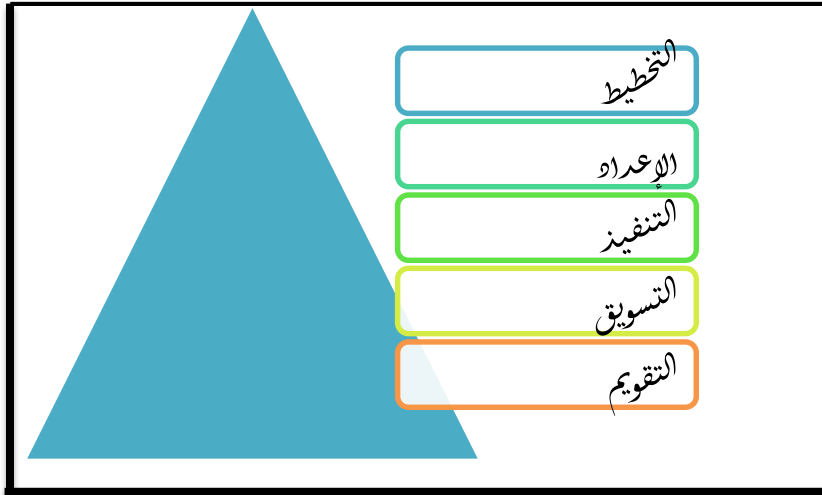 التخطيط
الإعداد
التنفيذ
التسويق
التقويم